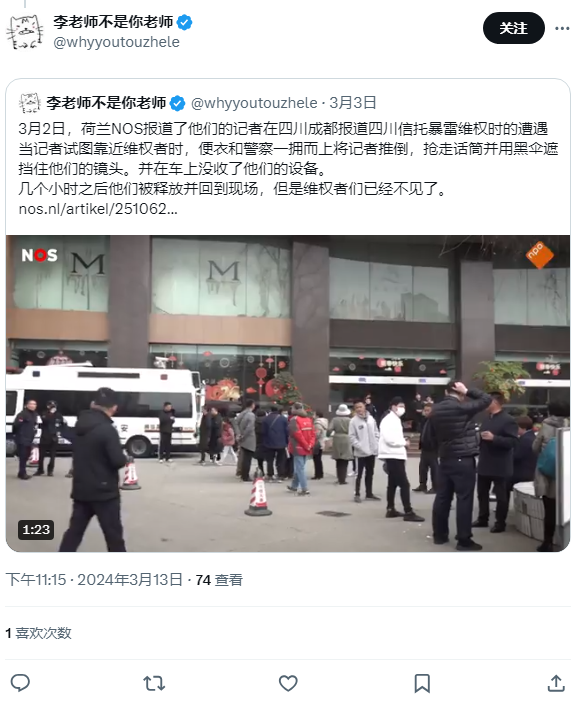 李老师不是你老师
@whyyoutouzhele
关注
李老师不是你老师 @whyyoutouzhele · 3月3日
3月2日，荷兰NOS报道了他们的记者在四川成都报道四川信托暴雷维权时的遭遇
当记者试图靠近维权者时，便衣和警察一拥而上将记者推倒，抢走话筒并用黑伞遮
挡住他们的镜头。并在车上没收了他们的设备。
几个小时之后他们被释放并回到现场，但是维权者们已经不见了。
nos.nl/artikel/251062...
NOS
npo
M
M
1:23
下午11:15 · 2024年3月13日 · 74 查看
1 喜欢次数